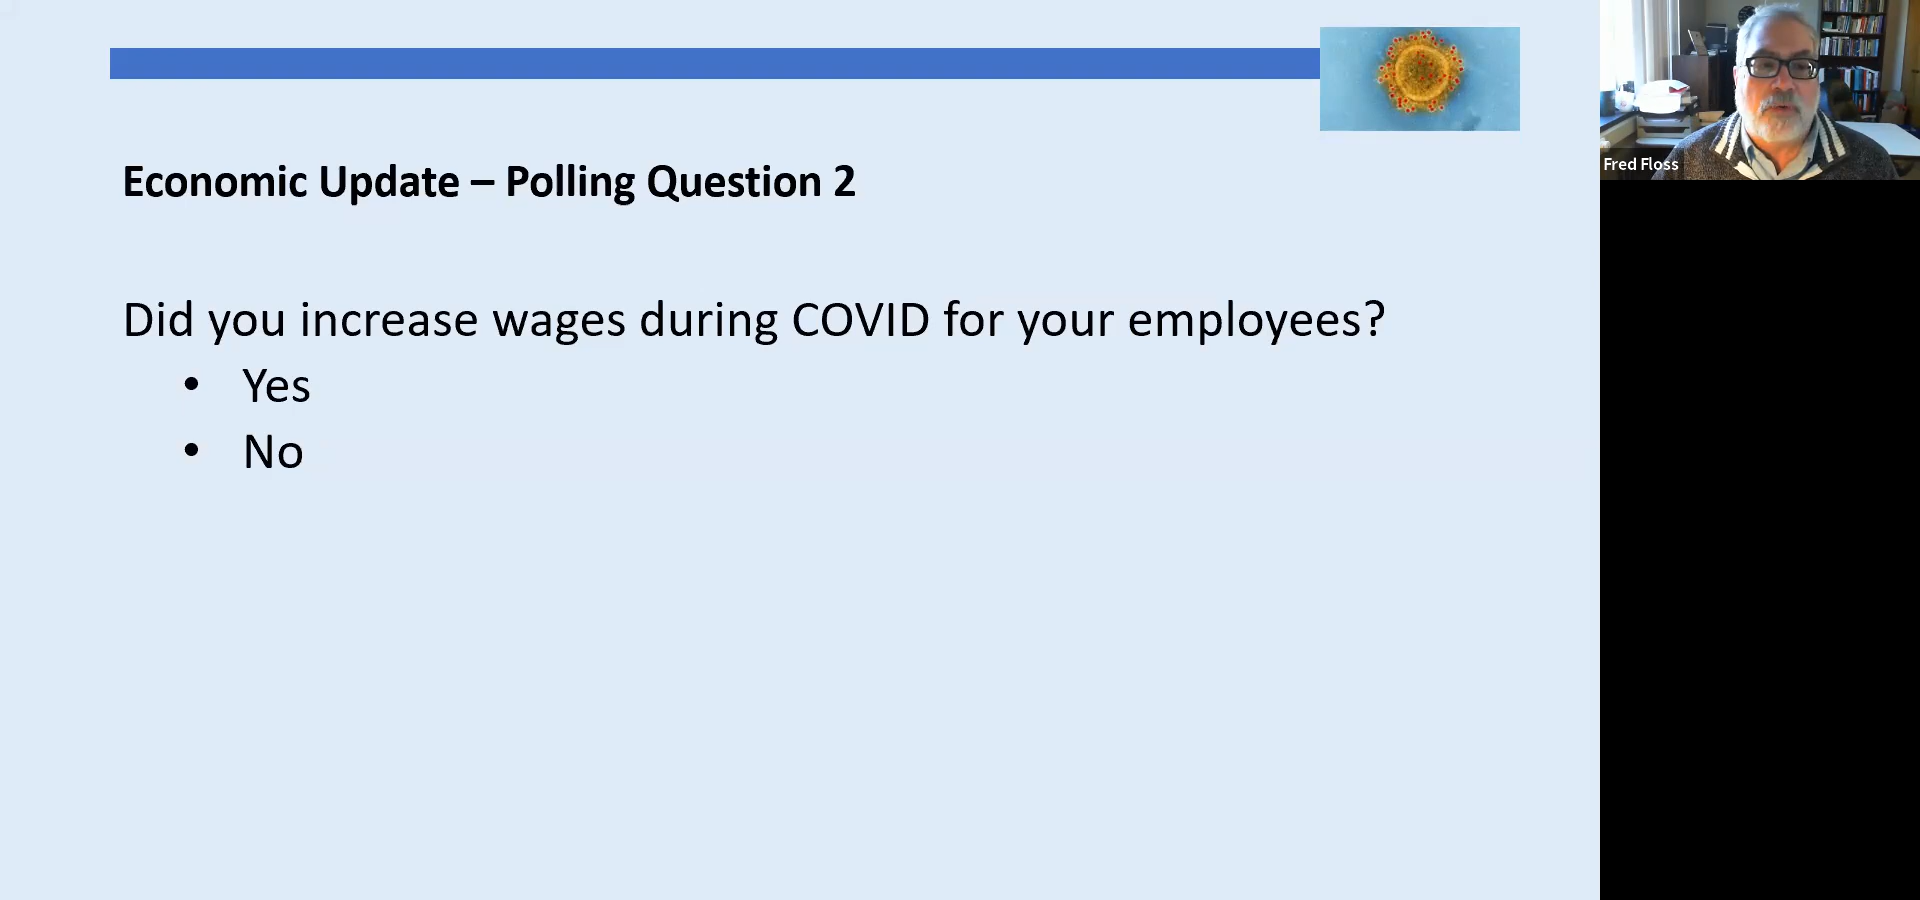 Economic Update – Polling Question 2
Did you increase wages during COVID for your employees?
• Yes
• No
Fred Floss